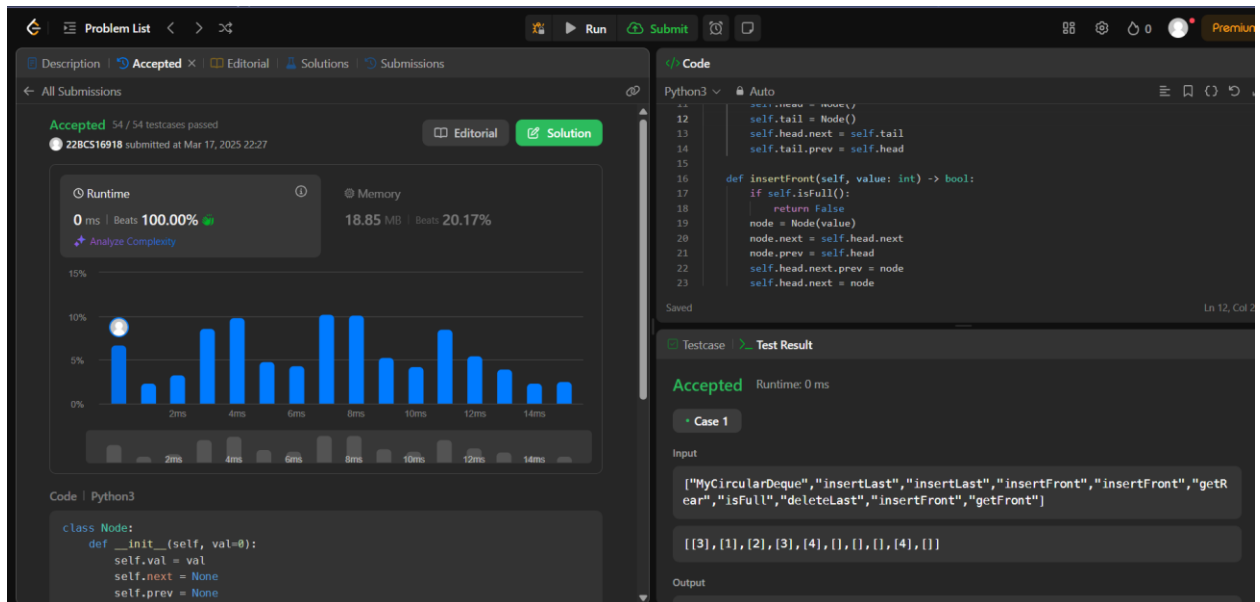 Problem List
Run
Submit
0
Premium
Description | Accepted × | Editorial | Solutions | Submissions
← All Submissions
Accepted 54 / 54 testcases passed
22BCS16918 submitted at Mar 17, 2025 22:27
Editorial
Solution
Runtime
0 ms | Beats 100.00%
Analyze Complexity
Memory
18.85 MB | Beats 20.17%
15%
10%
5%
0%
2ms 4ms 6ms 8ms 10ms 12ms 14ms
2ms 4ms 6ms 8ms 10ms 12ms 14ms
Code | Python3
class Node:
    def __init__(self, val=0):
        self.val = val
        self.next = None
        self.prev = None
</> Code
Python3 Auto
11 self.head = Node()
12 self.tail = Node()
13 self.head.next = self.tail
14 self.tail.prev = self.head
15
16 def insertFront(self, value: int) -> bool:
17 if self.isFull():
18 return False
19 node = Node(value)
20 node.next = self.head.next
21 node.prev = self.head
22 self.head.next.prev = node
23 self.head.next = node
Saved
Ln 12, Col 2
Testcase | >_ Test Result
Accepted Runtime: 0 ms
• Case 1
Input
["MyCircularDeque","insertLast","insertLast","insertFront","insertFront","getR
ear","isFull","deleteLast","insertFront","getFront"]
[[3],[1],[2],[3],[4],[],[],[],[4],[]]
Output